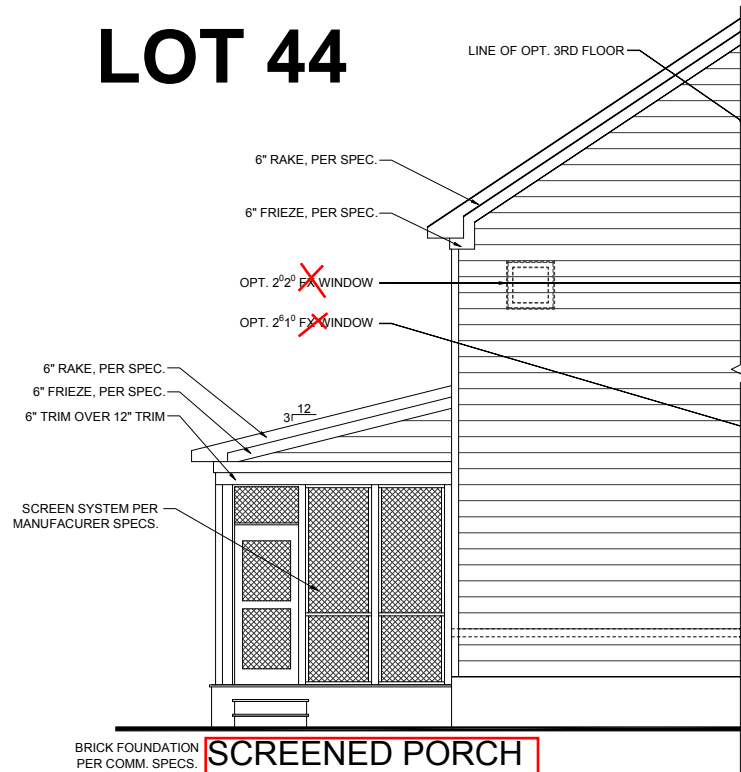 LOT 44
LINE OF OPT. 3RD FLOOR
6" RAKE, PER SPEC.
6" FRIEZE, PER SPEC.
OPT. 2⁰2⁰ FX WINDOW
OPT. 2⁶1⁰ FX WINDOW
6" RAKE, PER SPEC.
6" FRIEZE, PER SPEC.
6" TRIM OVER 12" TRIM
12
3
SCREEN SYSTEM PER
MANUFACURER SPECS.
BRICK FOUNDATION
PER COMM. SPECS.
SCREENED PORCH